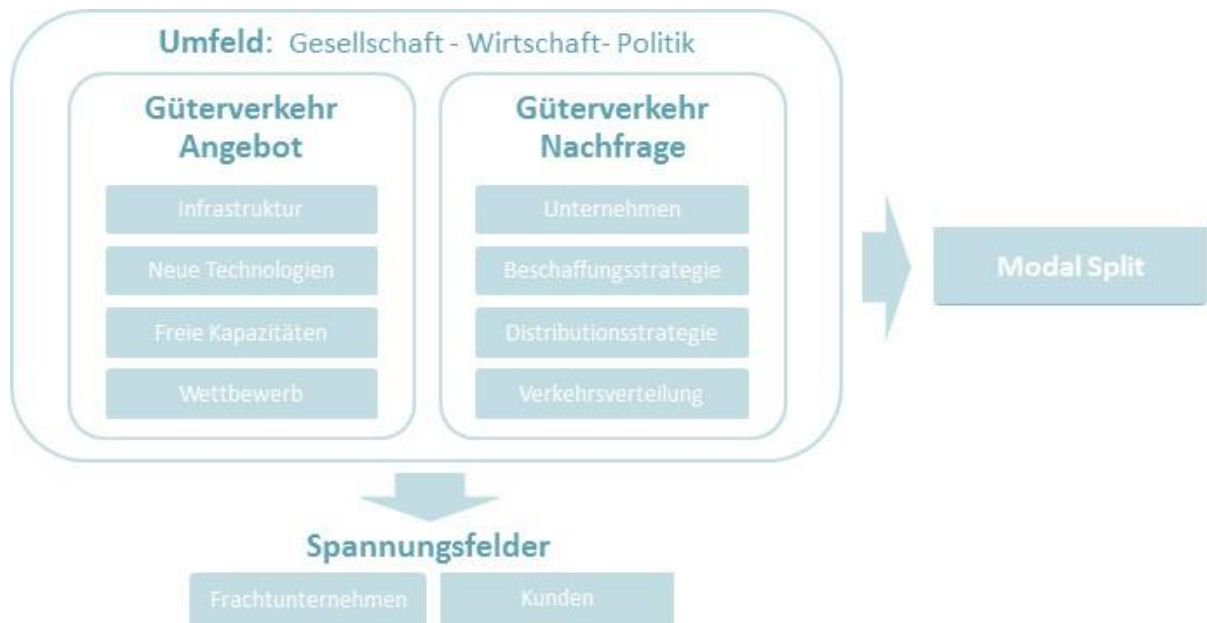 Umfeld: Gesellschaft - Wirtschaft- Politik
Güterverkehr
Angebot
Infrastruktur
Neue Technologien
Freie Kapazitäten
Wettbewerb
Güterverkehr
Nachfrage
Unternehmen
Beschaffungsstrategie
Distributionsstrategie
Verkehrsverteilung
Modal Split
Spannungsfelder
Frachtunternehmen
Kunden